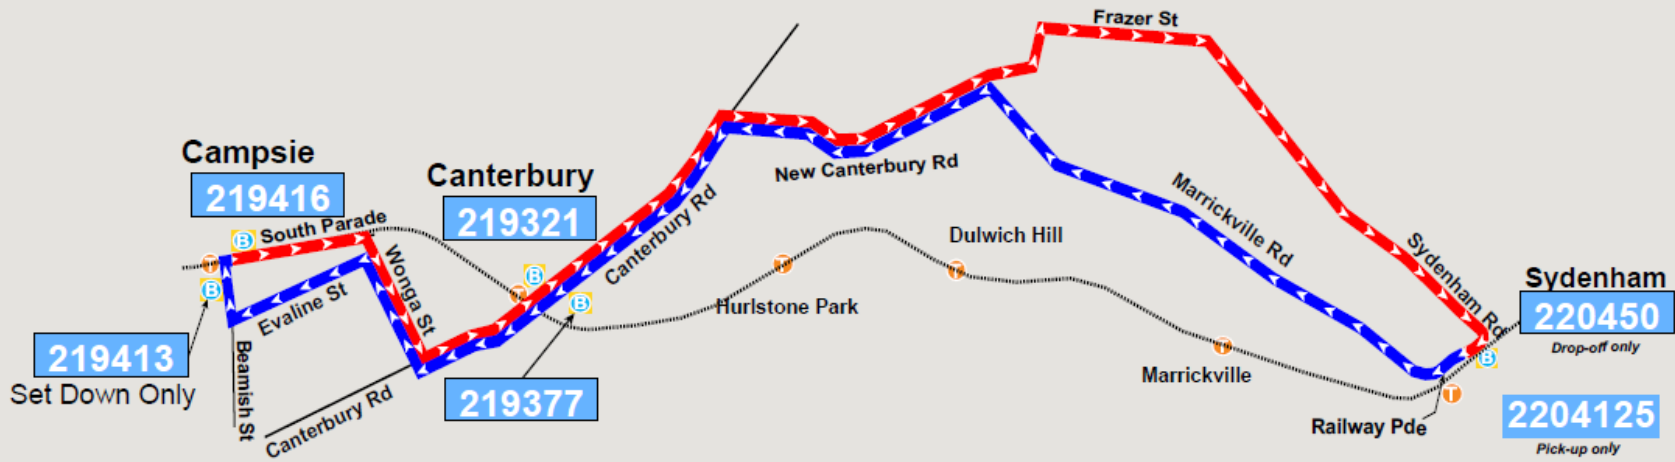 Frazer St
Campsie
219416
Canterbury
219321
South Parade
New Canterbury Rd
Marrickville Rd
Canterbury Rd
Wonga St
Dulwich Hill
Sydenham Rd
Sydenham
220450
Drop-off only
Evaline St
Hurlstone Park
219413
Set Down Only
Beamish St
Canterbury Rd
219377
Marrickville
Railway Pde
2204125
Pick-up only
B
B
B
B
B
T
T
T
T
T
T